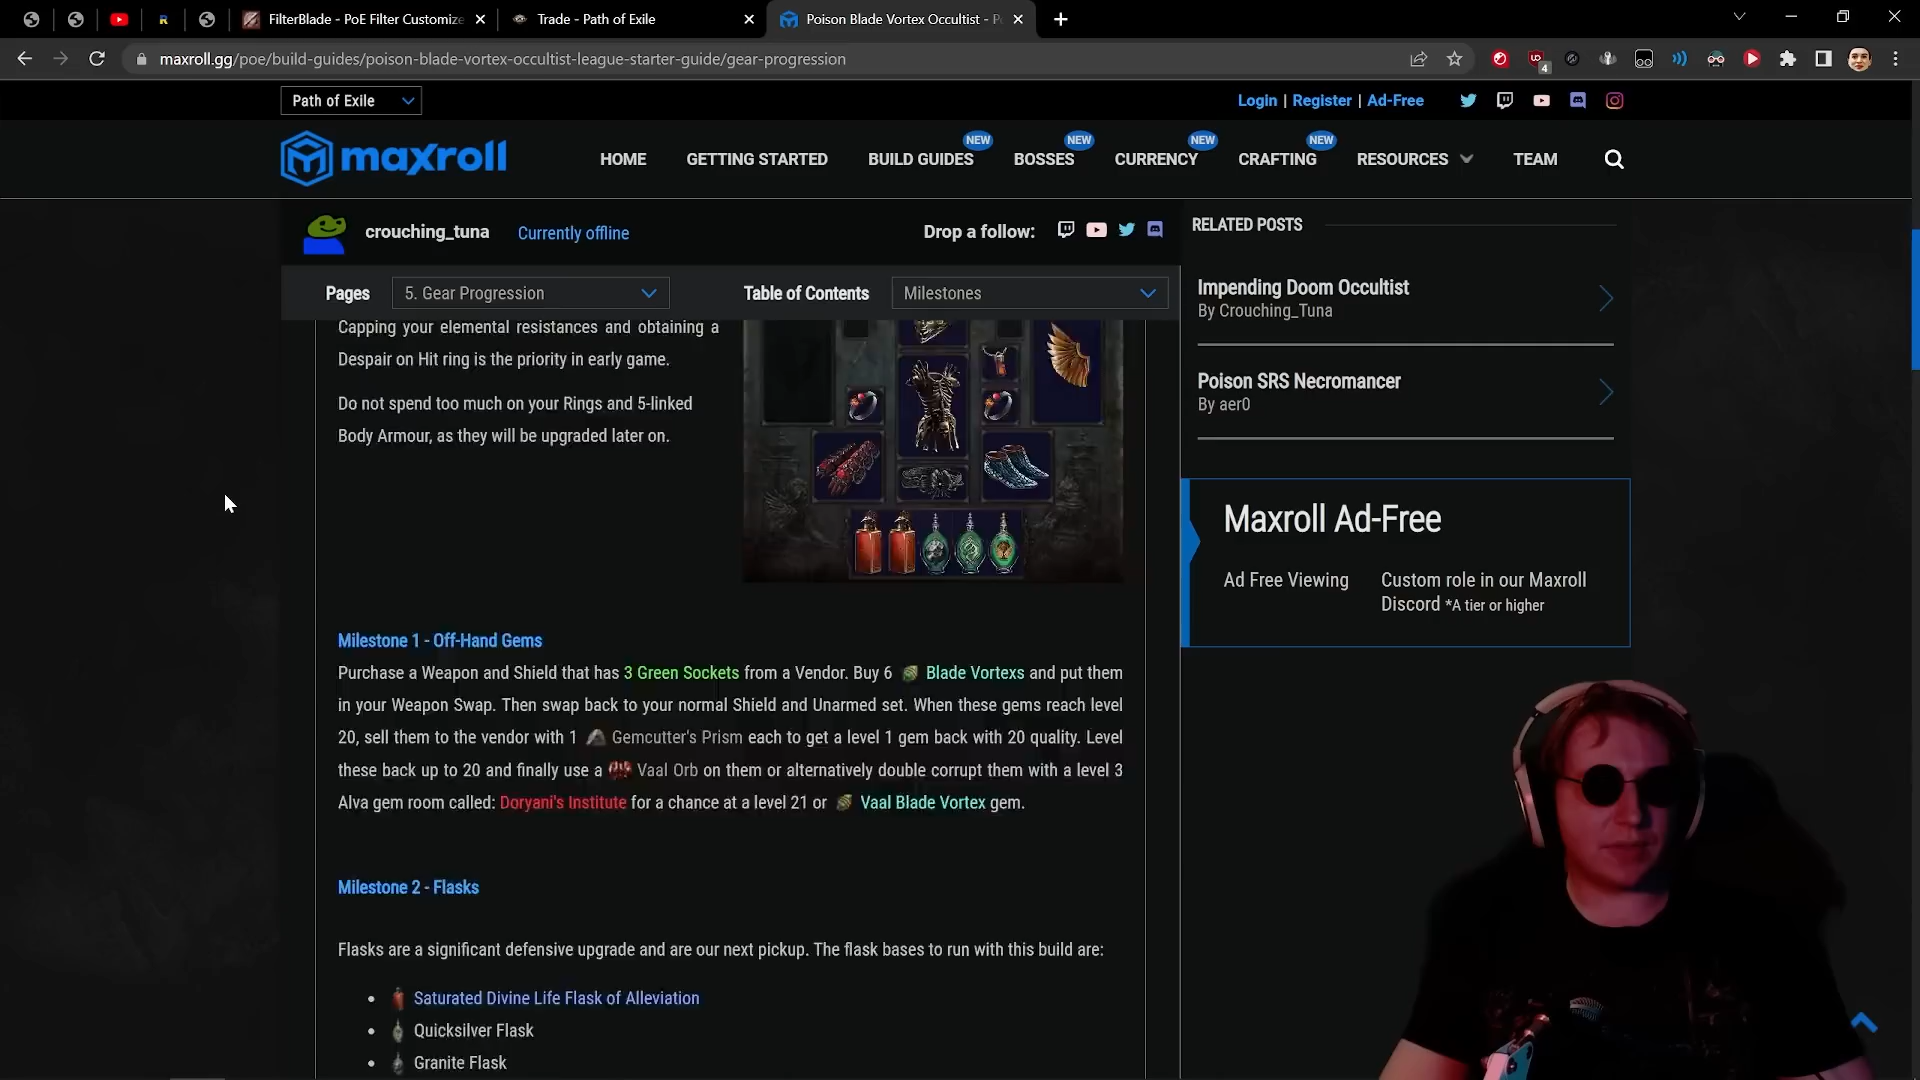 FilterBlade - PoE Filter Customize
Trade - Path of Exile
Poison Blade Vortex Occultist - P
maxroll.gg/poe/build-guides/poison-blade-vortex-occultist-league-starter-guide/gear-progression
4
Path of Exile
Login | Register | Ad-Free
maxroll
HOME
GETTING STARTED
BUILD GUIDES NEW
BOSSES NEW
CURRENCY NEW
CRAFTING NEW
RESOURCES
TEAM
crouching_tuna
Currently offline
Drop a follow:
Pages
5. Gear Progression
Table of Contents
Milestones
Capping your elemental resistances and obtaining a
Despair on Hit ring is the priority in early game.
Do not spend too much on your Rings and 5-linked
Body Armour, as they will be upgraded later on.
Milestone 1 - Off-Hand Gems
Purchase a Weapon and Shield that has 3 Green Sockets from a Vendor. Buy 6 Blade Vortexs and put them
in your Weapon Swap. Then swap back to your normal Shield and Unarmed set. When these gems reach level
20, sell them to the vendor with 1 Gemcutter's Prism each to get a level 1 gem back with 20 quality. Level
these back up to 20 and finally use a Vaal Orb on them or alternatively double corrupt them with a level 3
Alva gem room called: Doryani's Institute for a chance at a level 21 or Vaal Blade Vortex gem.
Milestone 2 - Flasks
Flasks are a significant defensive upgrade and are our next pickup. The flask bases to run with this build are:
Saturated Divine Life Flask of Alleviation
Quicksilver Flask
Granite Flask
RELATED POSTS
Impending Doom Occultist
By Crouching_Tuna
Poison SRS Necromancer
By aer0
Maxroll Ad-Free
Ad Free Viewing
Custom role in our Maxroll
Discord *A tier or higher